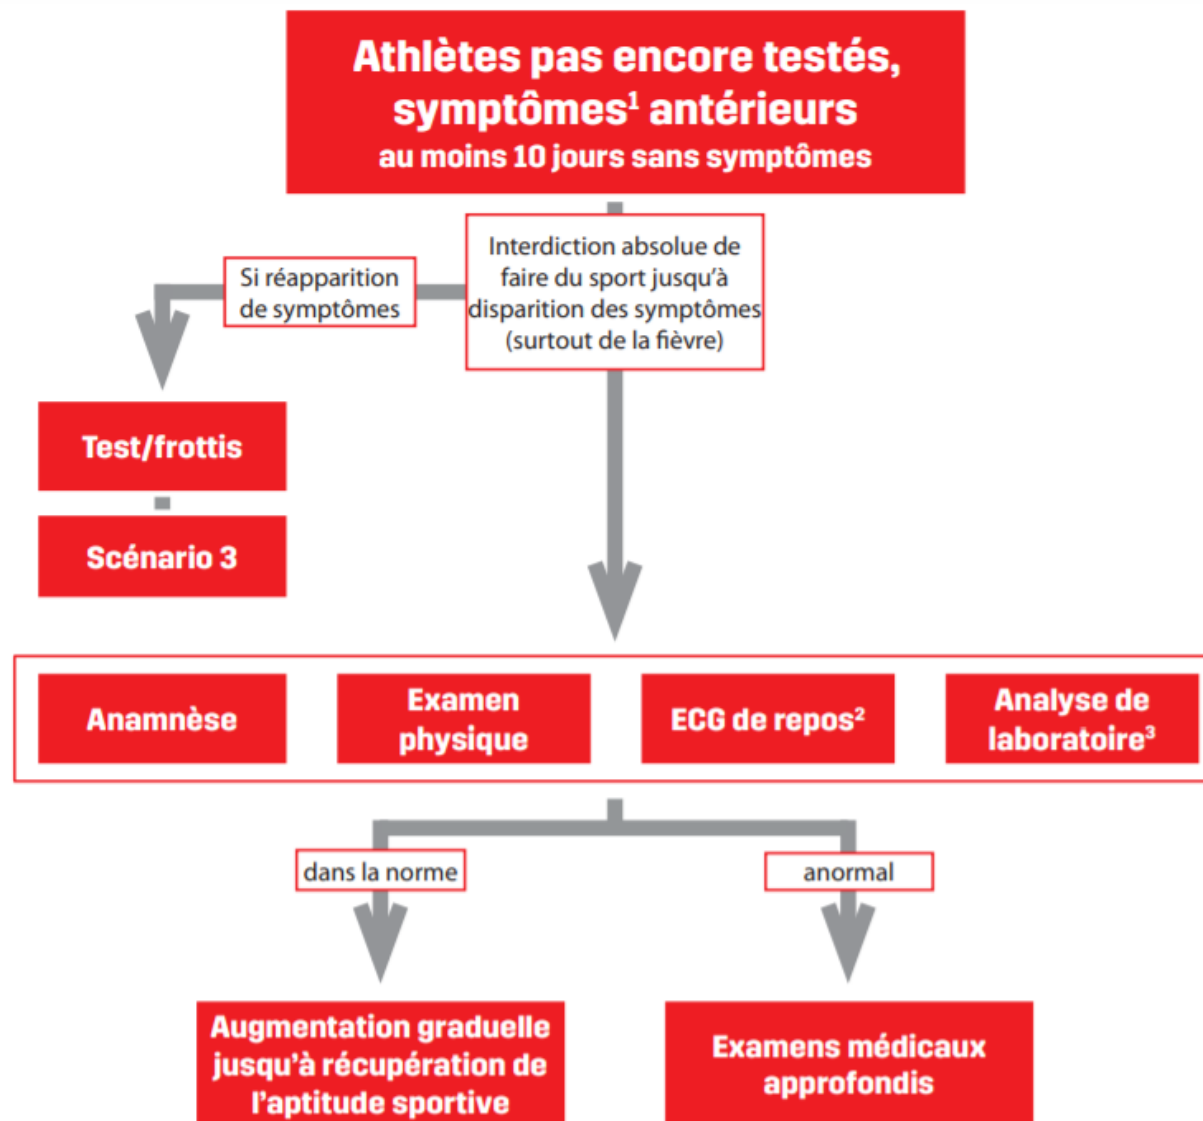 Athlètes pas encore testés,
symptômes¹ antérieurs
au moins 10 jours sans symptômes
Interdiction absolue de
faire du sport jusqu’à
disparition des symptômes
(surtout de la fièvre)
Si réapparition
de symptômes
Test/frottis
Scénario 3
Anamnèse
Examen
physique
ECG de repos²
Analyse de
laboratoire³
dans la norme
anormal
Augmentation graduelle
jusqu’à récupération de
l’aptitude sportive
Examens médicaux
approfondis